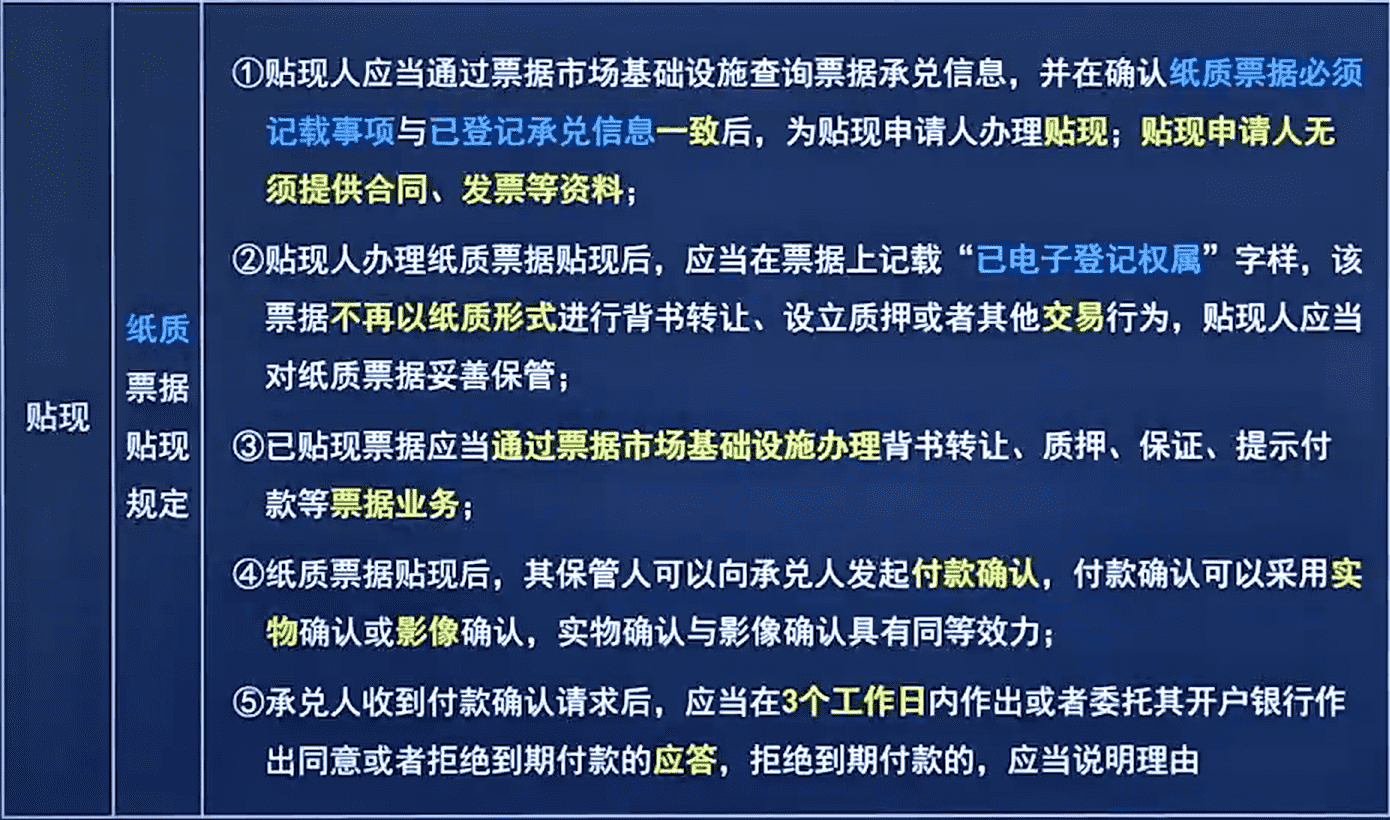 贴现
纸质
票据
贴现
规定
①贴现人应当通过票据市场基础设施查询票据承兑信息，并在确认纸质票据必须
记载事项与已登记承兑信息一致后，为贴现申请人办理贴现；贴现申请人无
须提供合同、发票等资料；
②贴现人办理纸质票据贴现后，应当在票据上记载“已电子登记权属”字样，该
票据不再以纸质形式进行背书转让、设立质押或者其他交易行为，贴现人应当
对纸质票据妥善保管；
③已贴现票据应当通过票据市场基础设施办理背书转让、质押、保证、提示付
款等票据业务；
④纸质票据贴现后，其保管人可以向承兑人发起付款确认，付款确认可以采用实
物确认或影像确认，实物确认与影像确认具有同等效力；
⑤承兑人收到付款确认请求后，应当在3个工作日内作出或者委托其开户银行作
出同意或者拒绝到期付款的应答，拒绝到期付款的，应当说明理由